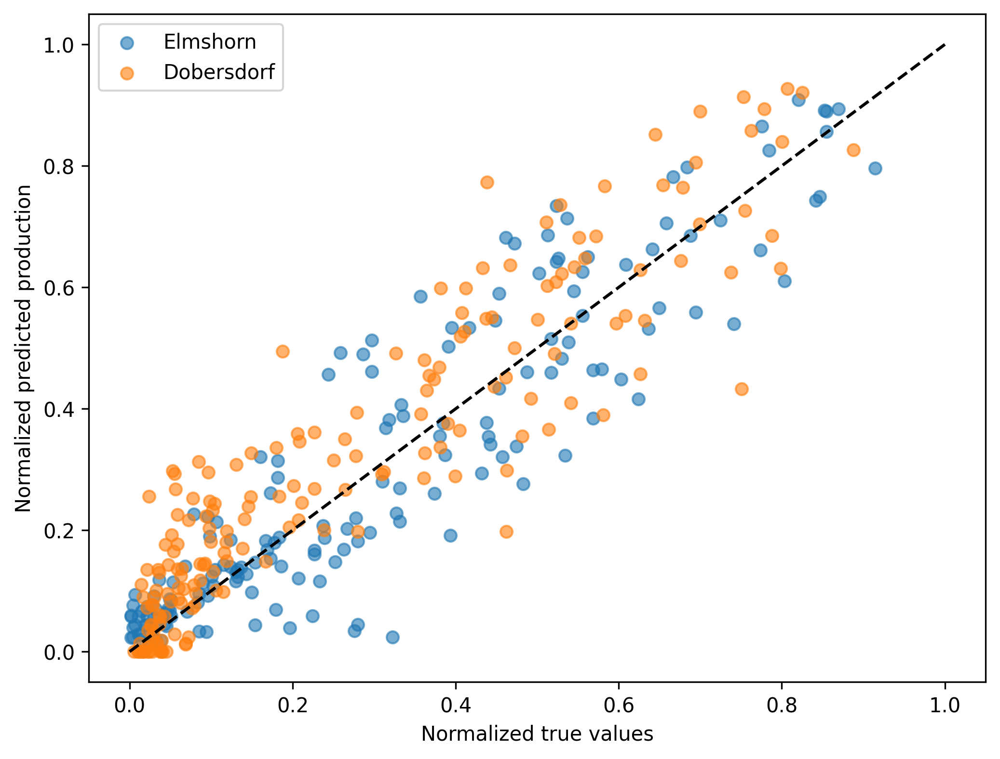 Elmshorn
Dobersdorf
Normalized predicted production
1.0
0.8
0.6
0.4
0.2
0.0
0.0 0.2 0.4 0.6 0.8 1.0
Normalized true values